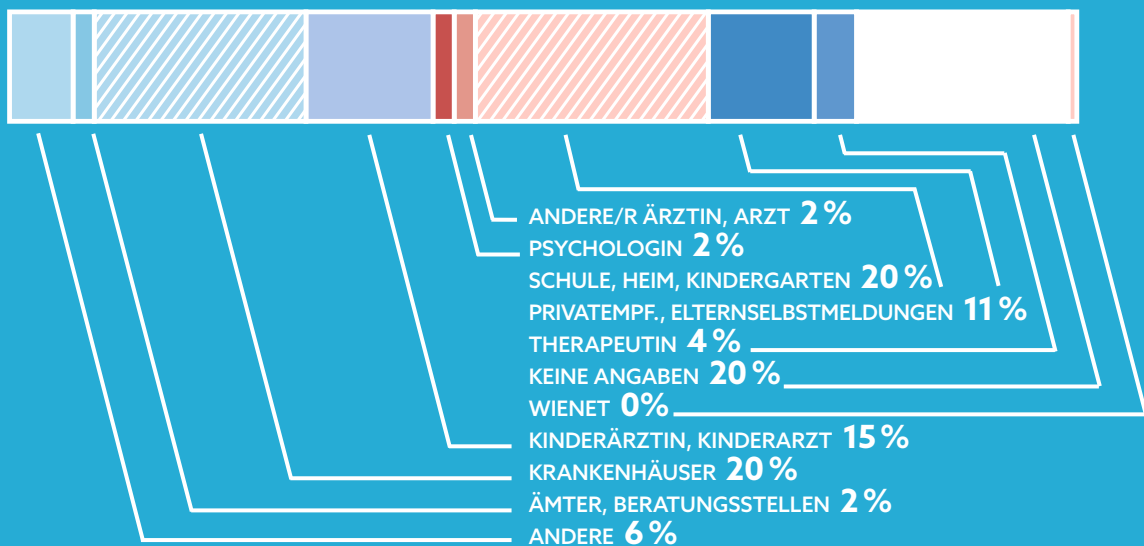 ANDERE/R ÄRZTIN, ARZT 2 %
PSYCHOLOGIN 2 %
SCHULE, HEIM, KINDERGARTEN 20 %
PRIVATEMPF., ELTERNSELBSTMELDUNGEN 11 %
THERAPEUTIN 4 %
KEINE ANGABEN 20 %
WIENET 0%
KINDERÄRZTIN, KINDERARZT 15 %
KRANKENHÄUSER 20 %
ÄMTER, BERATUNGSSTELLEN 2 %
ANDERE 6 %